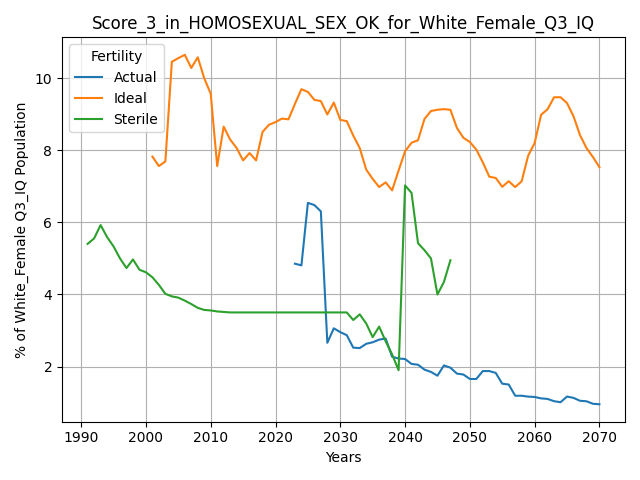 Score_3_in_HOMOSEXUAL_SEX_OK_for_White_Female_Q3_IQ
Fertility
Actual
Ideal
Sterile
% of White_Female Q3_IQ Population
10
8
6
4
2
1990 2000 2010 2020 2030 2040 2050 2060 2070
Years